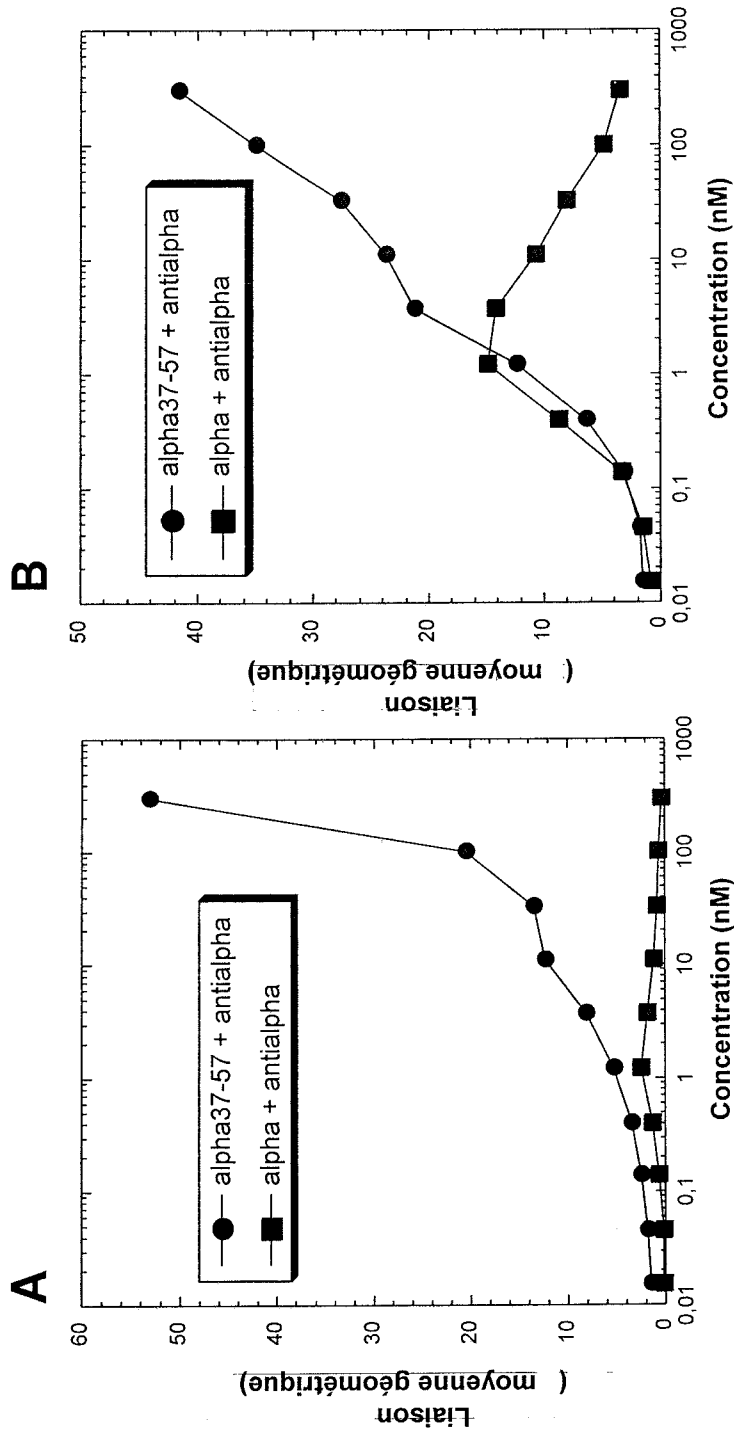 A
60
50
40
30
20
10
0
Liaison
( moyenne géométrique)
alpha37-57 + antialpha
alpha + antialpha
0,01
0,1
1
10
100
1000
Concentration (nM)
B
50
40
30
20
10
0
Liaison
( moyenne géométrique)
alpha37-57 + antialpha
alpha + antialpha
0,01
0,1
1
10
100
1000
Concentration (nM)